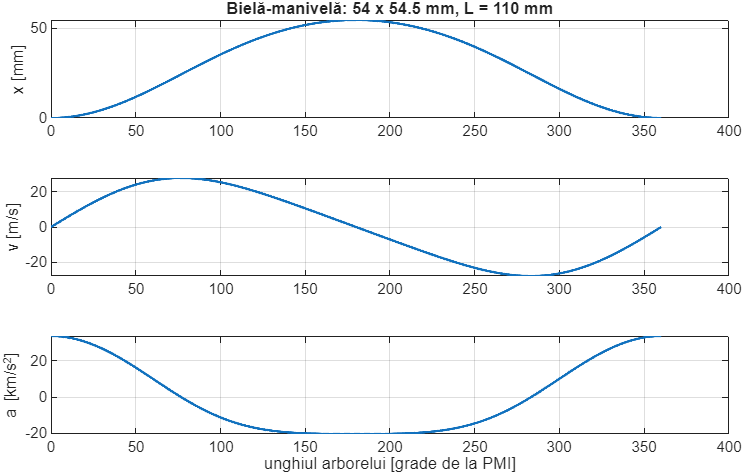 Bielă-manivelă: 54 x 54.5 mm, L = 110 mm
x [mm]
50
0
0 50 100 150 200 250 300 350 400
v [m/s]
20
0
-20
0 50 100 150 200 250 300 350 400
a [km/s²]
20
0
-20
0 50 100 150 200 250 300 350 400
unghiul arborelui [grade de la PMI]